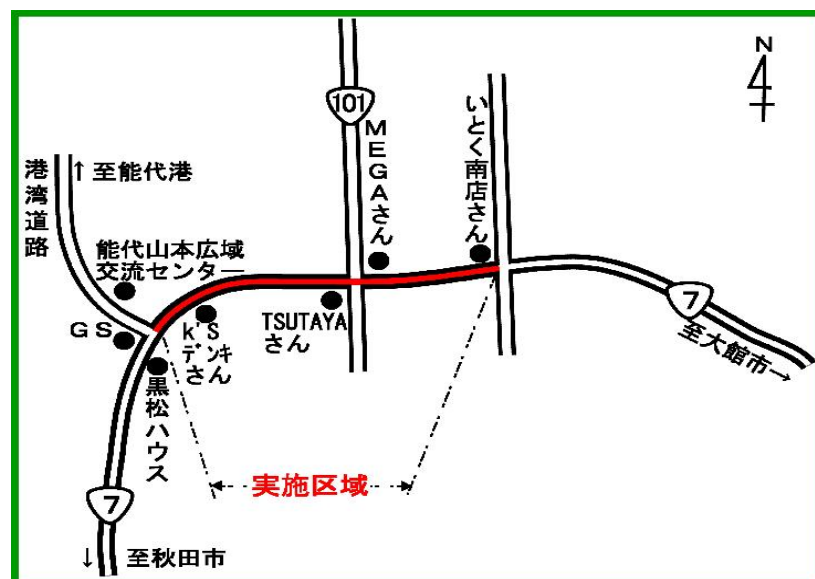 N
101
MEGAさん
いとく南店さん
港湾道路
↑至能代港
能代山本広域
交流センター
GS
k'S
デンキ
さん
TSUTAYA
さん
黒松ハウス
7
至大館市→
実施区域
7
↓至秋田市